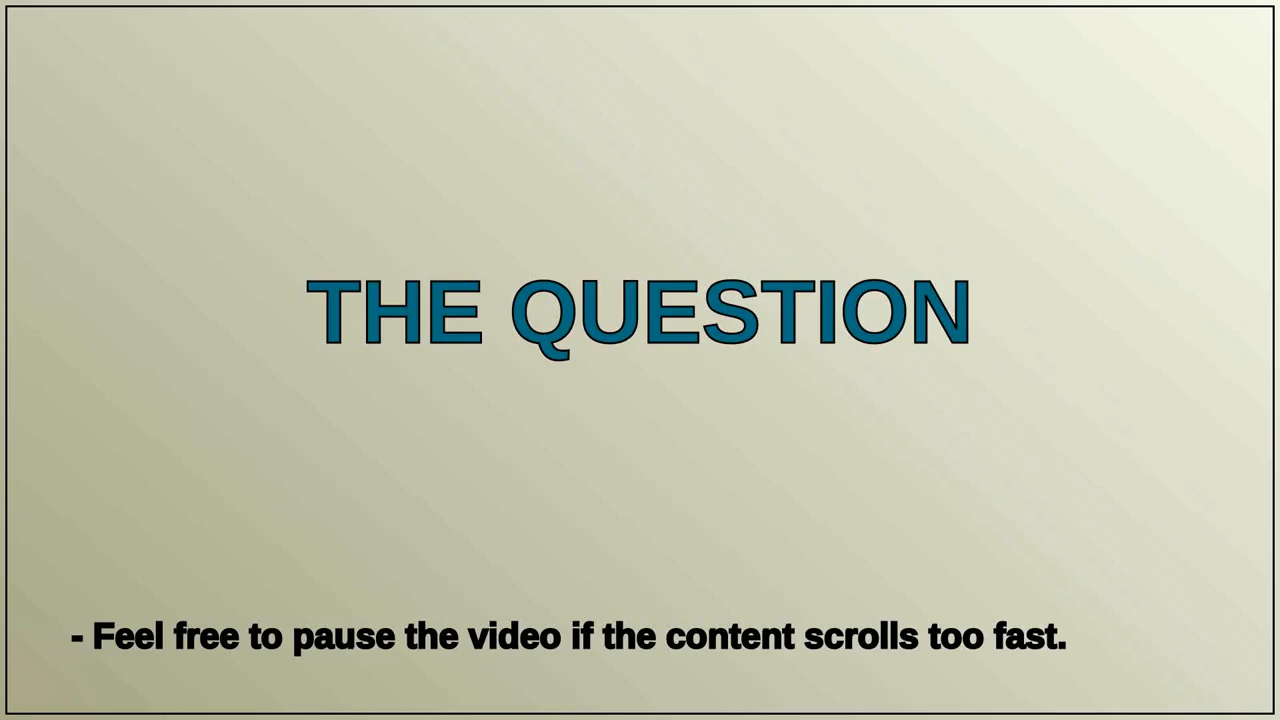 THE QUESTION
- Feel free to pause the video if the content scrolls too fast.